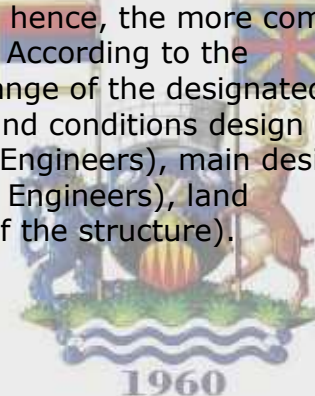 hence, the more com
According to the
ange of the designated
nd conditions design
Engineers), main desi
Engineers), land
f the structure).
1960